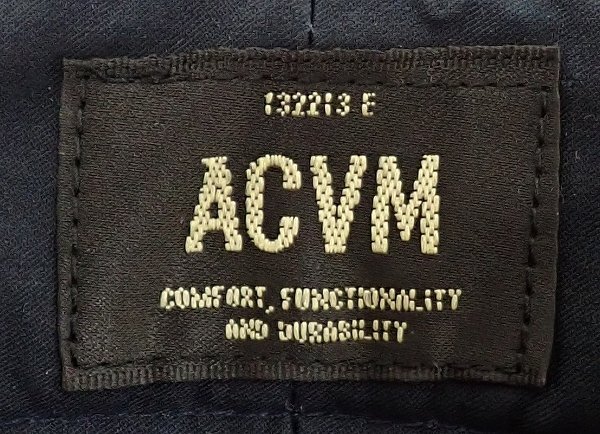 132213 E
ACVM
COMFORT, FUNCTIONALITY
AND DURABILITY